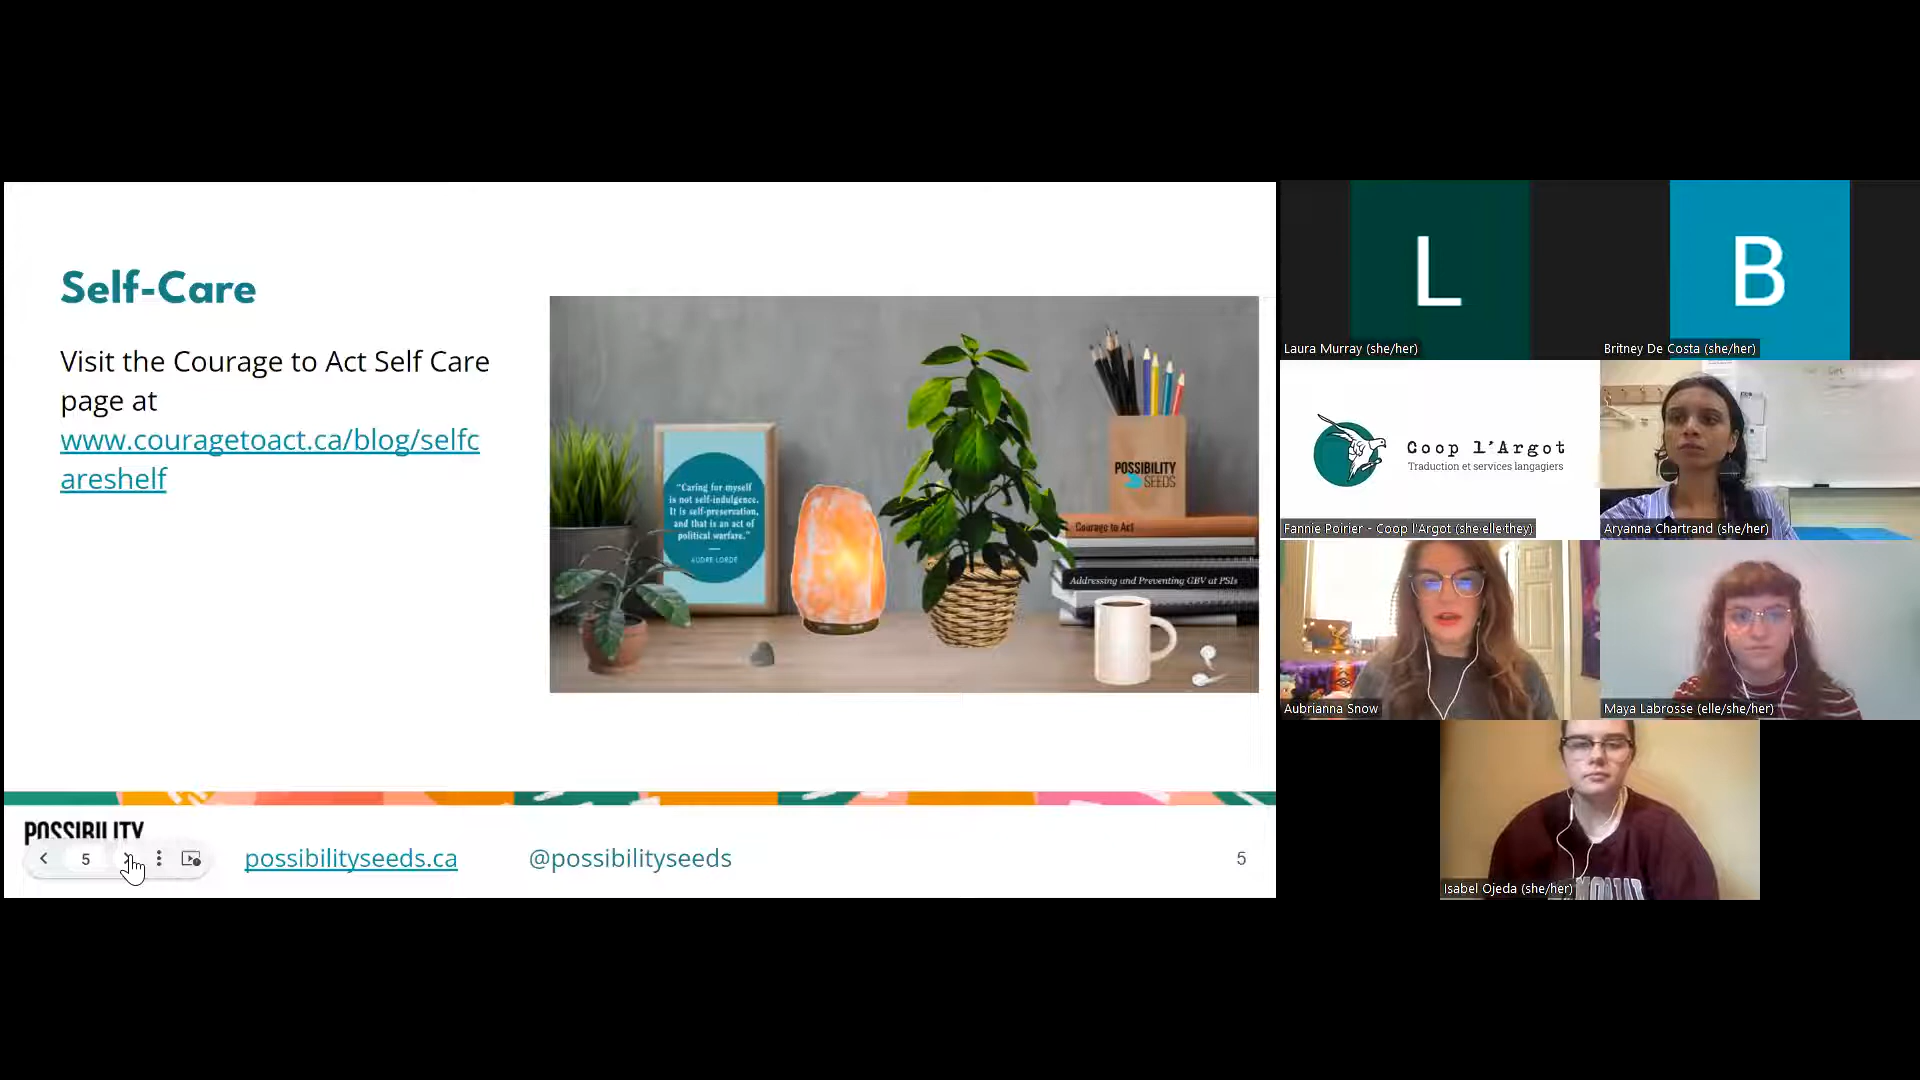 Self-Care
Visit the Courage to Act Self Care
page at
www.couragetoact.ca/blog/selfc
areshelf
"Caring for myself
is not self-indulgence.
It is self-preservation,
and that is an act of
political warfare."
AUDRE LORDE
POSSIBILITY
SEEDS
Courage to Act
Addressing and Preventing GBV at PSIs
POSSIBILITY
5
possibilityseeds.ca
@possibilityseeds
5
L
Laura Murray (she/her)
B
Britney De Costa (she/her)
Coop l'Argot
Traduction et services langagiers
Fannie Poirier - Coop l'Argot (she·elle·they)
Aryanna Chartrand (she/her)
Aubrianna Snow
Maya Labrosse (elle/she/her)
Isabel Ojeda (she/her)